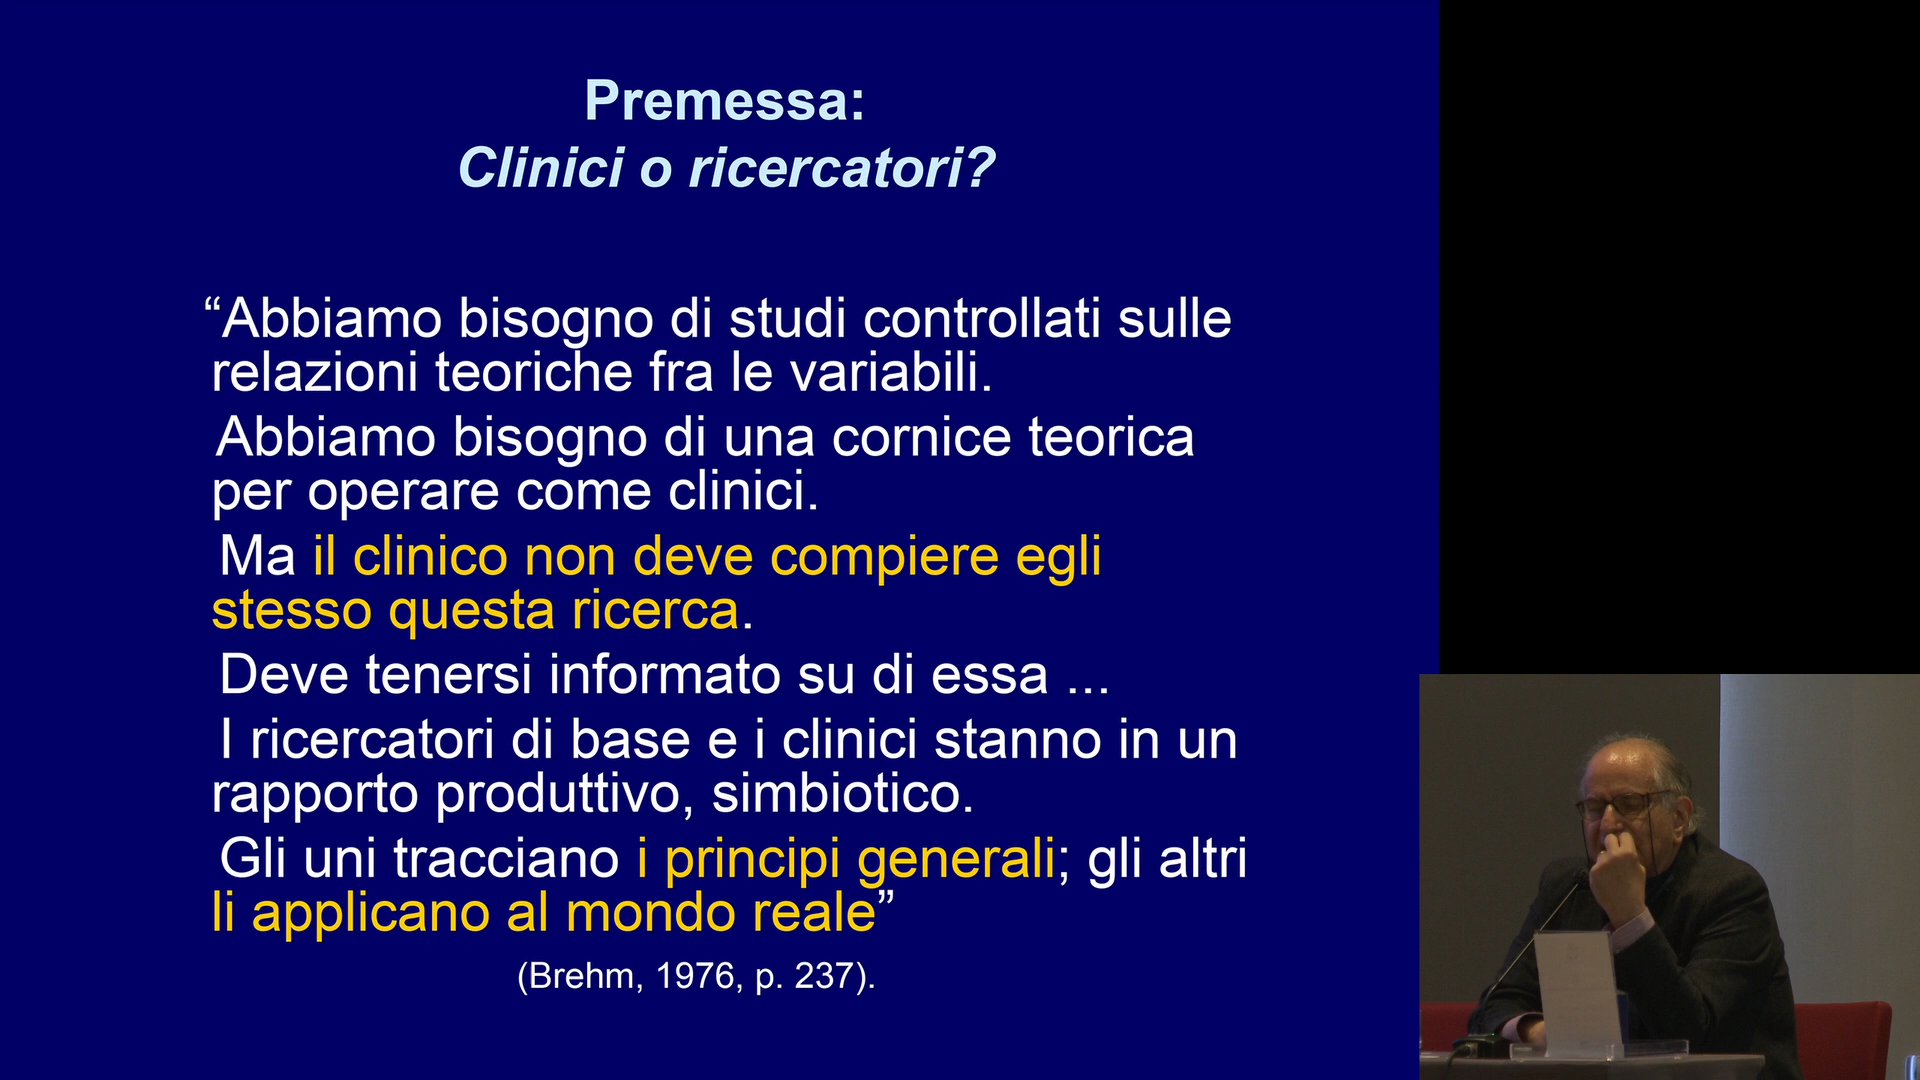 Premessa:
Clinici o ricercatori?
“Abbiamo bisogno di studi controllati sulle
relazioni teoriche fra le variabili.
Abbiamo bisogno di una cornice teorica
per operare come clinici.
Ma il clinico non deve compiere egli
stesso questa ricerca.
Deve tenersi informato su di essa ...
I ricercatori di base e i clinici stanno in un
rapporto produttivo, simbiotico.
Gli uni tracciano i principi generali; gli altri
li applicano al mondo reale”
(Brehm, 1976, p. 237).